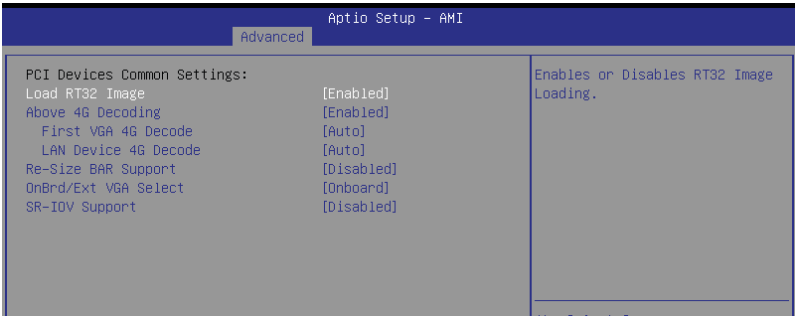 Aptio Setup - AMI
Advanced
PCI Devices Common Settings:
Load RT32 Image [Enabled]
Above 4G Decoding [Enabled]
First VGA 4G Decode [Auto]
LAN Device 4G Decode [Auto]
Re-Size BAR Support [Disabled]
OnBrd/Ext VGA Select [Onboard]
SR-IOV Support [Disabled]
Enables or Disables RT32 Image
Loading.